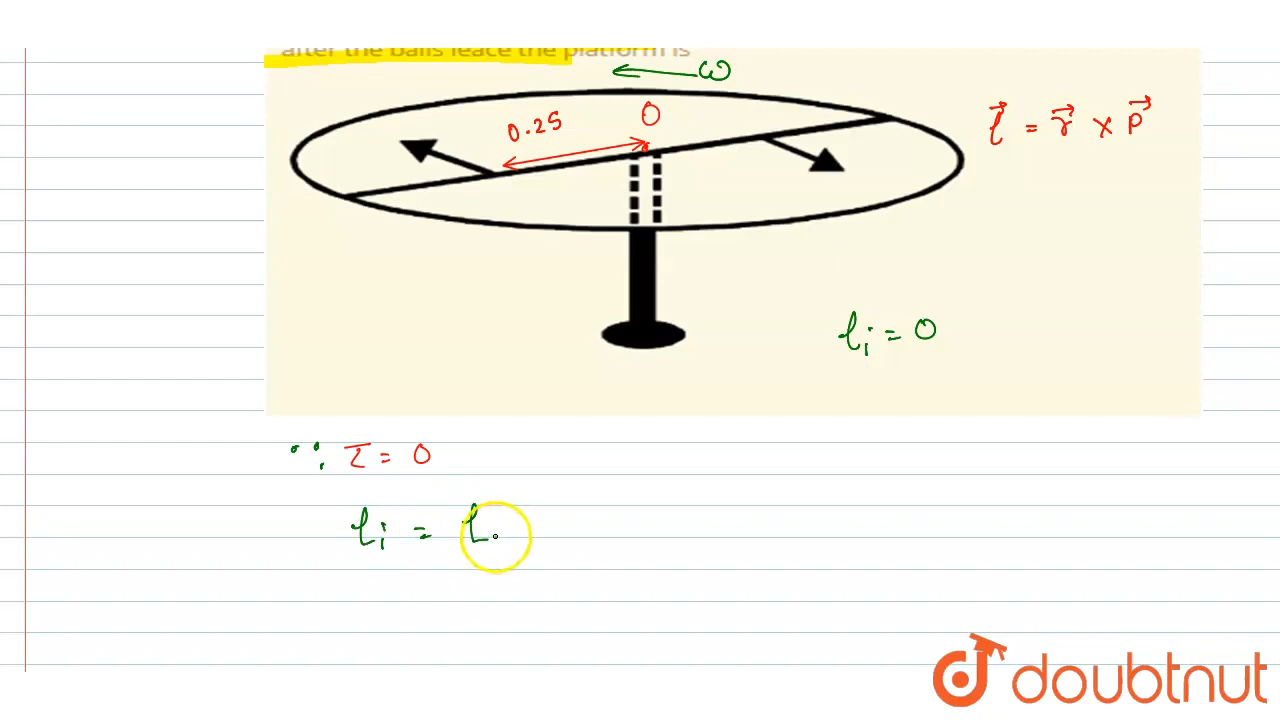 after the balls leace the platform is
ω
0.25
O
l⃗ = r⃗ × p⃗
lᵢ = 0
∵ τ = 0
lᵢ = l
doubtnut